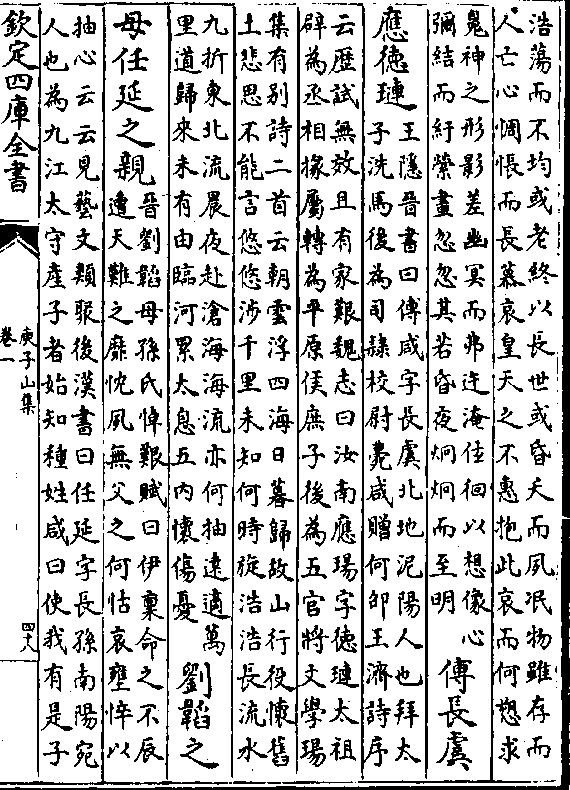 浩蕩而不均或老終以長世或昏夭而夙泯物雖存而
人亡心惆悵而長慕哀皇天之不惠抱此哀而何愬求
鬼神之形影差幽冥而弗迕淹佳徊以想像心
彌結而紆縈晝忽忽其若昏夜炯炯而至明
傅長虞
應德璉
王隱晉書曰傅咸字長虞北地泥陽人也拜太
子洗馬後為司隸校尉薨咸贈何邵王濟詩序
云歴試無效且有家艱魏志曰汝南應瑒字德璉太祖
辟為丞相掾屬轉為平原侯庶子後為五官將文學瑒
集有别詩二首云朝雲浮四海日暮歸故山行役懷舊
土悲思不能言悠悠涉千里未知何時旋浩浩長流水
九折東北流晨夜赴滄海海流亦何抽遠適萬
里道歸來未有由臨河累太息五内懷傷憂
劉韜之
母任延之親
晉劉韜母孫氏悼艱賦曰伊稟命之不辰
遭天難之靡忱夙無父之何怙哀壅悴以
抽心云云見藝文類聚後漢書曰任延字長孫南陽宛
人也為九江太守産子者始知種姓咸曰使我有是子
欽定四庫全書
庾子山集
卷一
四十八